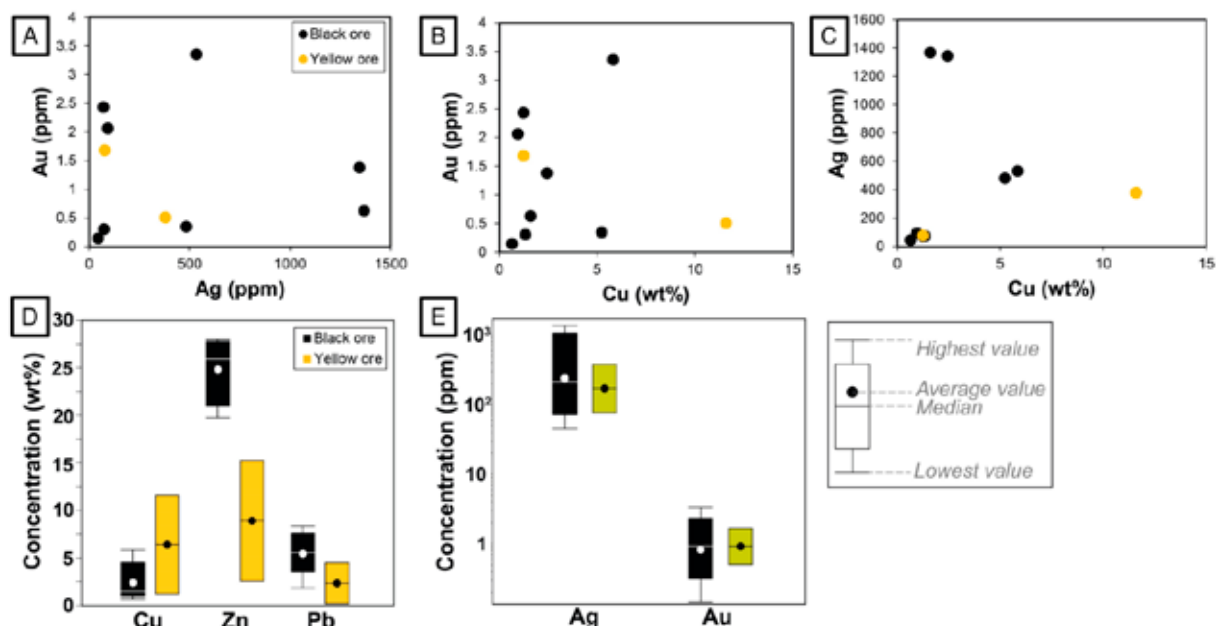 A
Au (ppm)
4
3.5
3
2.5
2
1.5
1
0.5
0
0
500
1000
1500
Ag (ppm)
Black ore
Yellow ore
B
Au (ppm)
4
3.5
3
2.5
2
1.5
1
0.5
0
0
5
10
15
Cu (wt%)
C
Ag (ppm)
1600
1400
1200
1000
800
600
400
200
0
0
5
10
15
Cu (wt%)
D
Concentration (wt%)
30
25
20
15
10
5
0
Cu Zn Pb
Black ore
Yellow ore
E
Concentration (ppm)
10³
10²
10
1
Ag Au
Highest value
Average value
Median
Lowest value